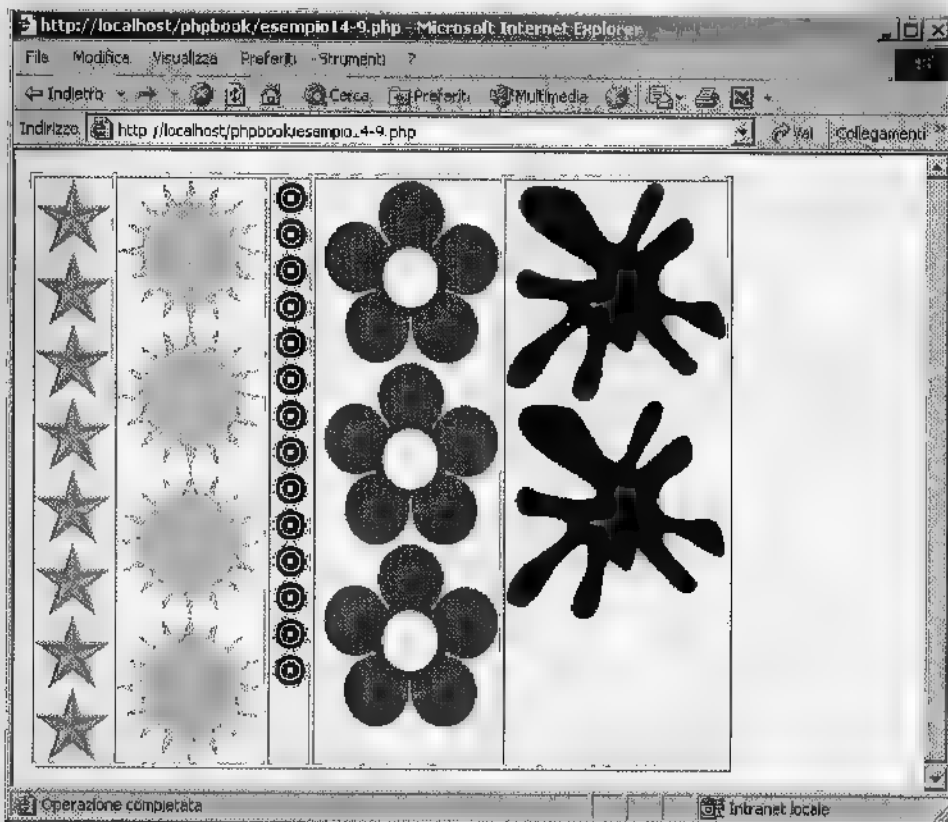 http://localhost/phpbook/esempio14-9.php - Microsoft Internet Explorer
File Modifica Visualizza Preferiti Strumenti ?
Indietro Cerca Preferiti Multimedia
Indirizzo http://localhost/phpbook/esempio14-9.php Vai Collegamenti »
Operazione completata Intranet locale